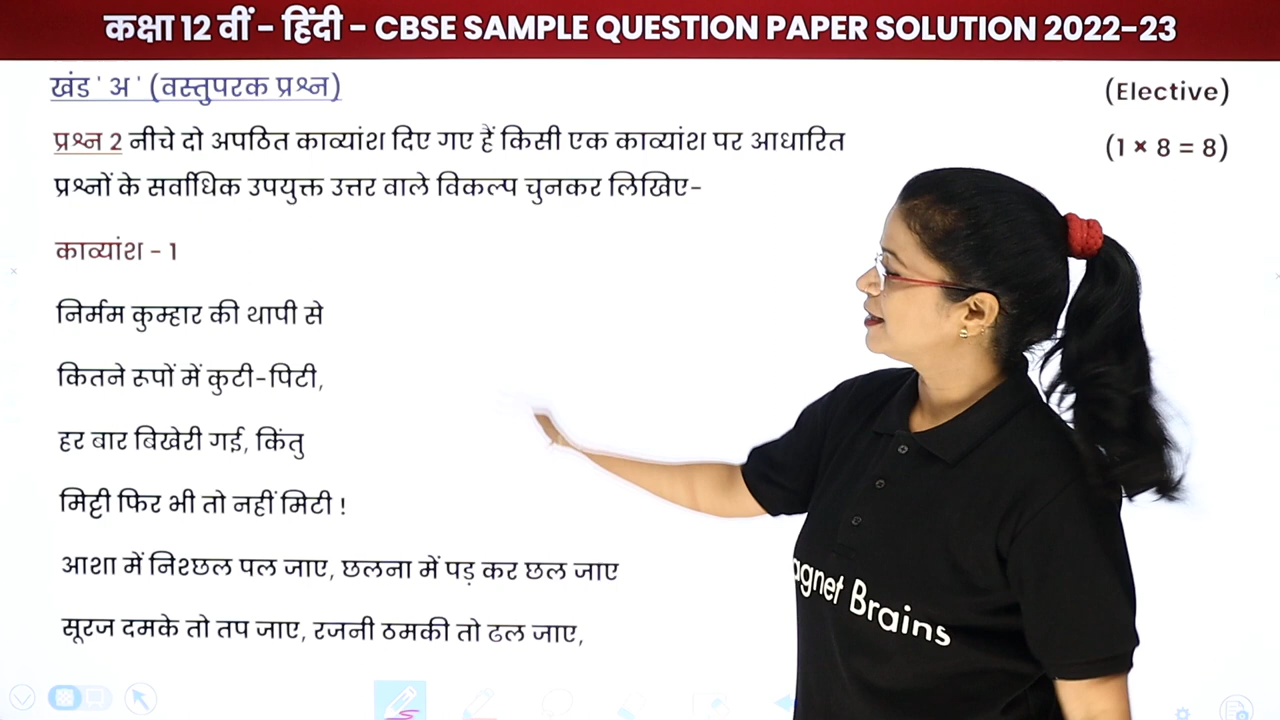 कक्षा 12 वीं - हिंदी - CBSE SAMPLE QUESTION PAPER SOLUTION 2022-23
खंड ' अ ' (वस्तुपरक प्रश्न)
(Elective)
प्रश्न 2 नीचे दो अपठित काव्यांश दिए गए हैं किसी एक काव्यांश पर आधारित
(1 × 8 = 8)
प्रश्नों के सर्वाधिक उपयुक्त उत्तर वाले विकल्प चुनकर लिखिए-
काव्यांश - 1
निर्मम कुम्हार की थापी से
कितने रूपों में कुटी-पिटी,
हर बार बिखेरी गई, किंतु
मिट्टी फिर भी तो नहीं मिटी !
आशा में निश्छल पल जाए, छलना में पड़ कर छल जाए
सूरज दमके तो तप जाए, रजनी ठमकी तो ढल जाए,
agnet Brains